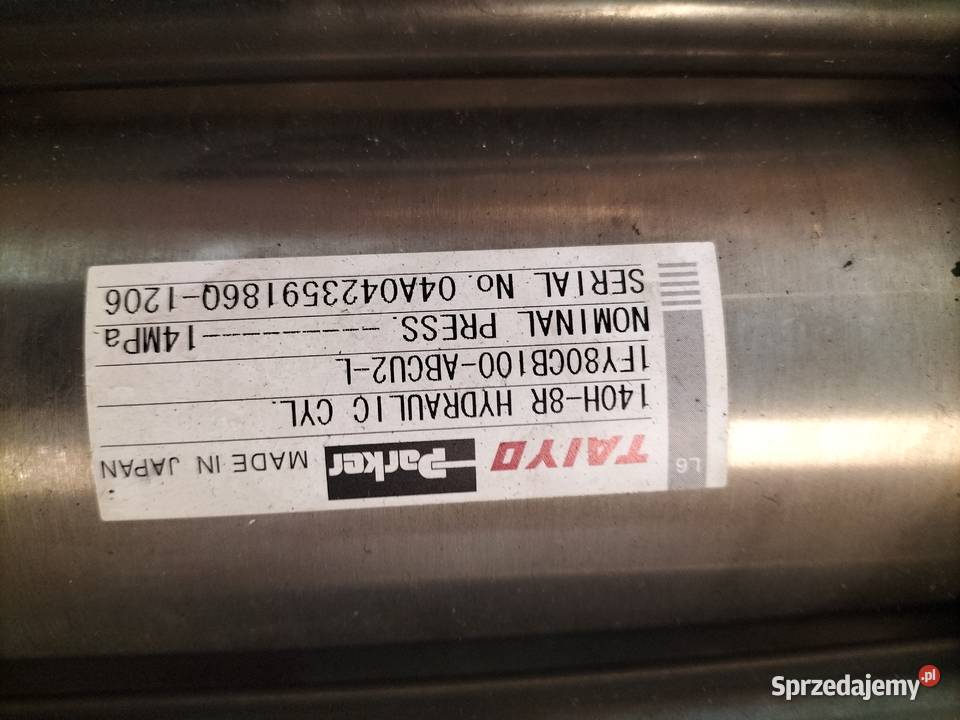 TAIYO Parker MADE IN JAPAN
140H-8R HYDRAULIC CYL.
1FY80CB100-ABCU2-L
NOMINAL PRESS. ----------14MPa
SERIAL No. 04A042359186Q-1206
L6
Sprzedajemy.pl